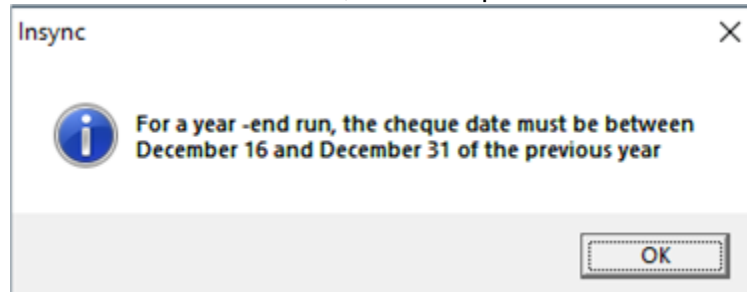 Insync
For a year -end run, the cheque date must be between
December 16 and December 31 of the previous year
OK